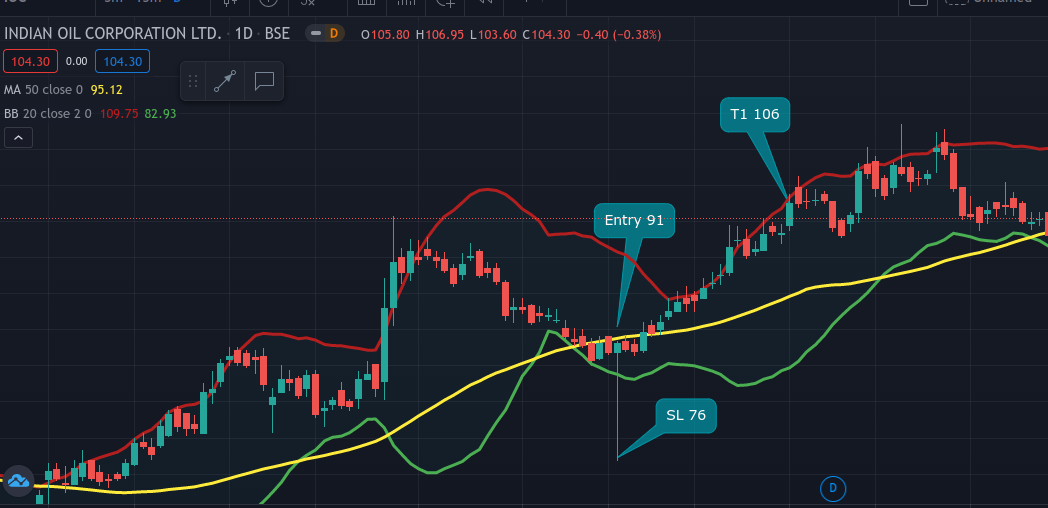 INDIAN OIL CORPORATION LTD. · 1D · BSE D O105.80 H106.95 L103.60 C104.30 −0.40 (−0.38%)
104.30 0.00 104.30
MA 50 close 0 95.12
BB 20 close 2 0 109.75 82.93
T1 106
Entry 91
SL 76
D